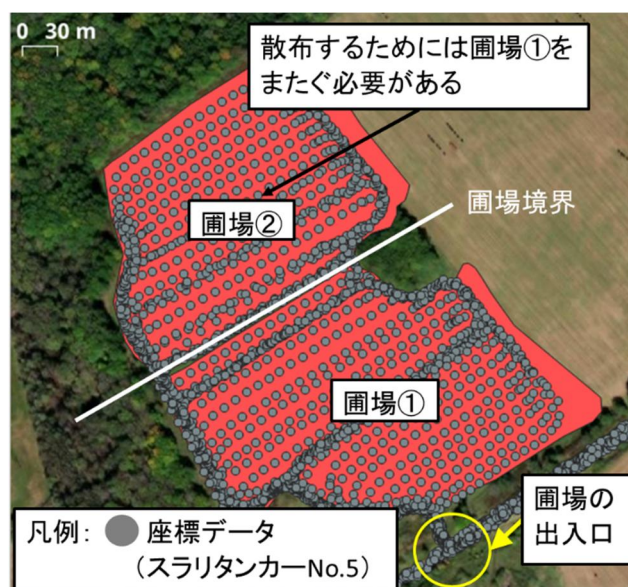 0 30 m
散布するためには圃場①を
またぐ必要がある
圃場境界
圃場②
圃場①
圃場の
出入口
凡例: 座標データ
(スラリタンカーNo.5)